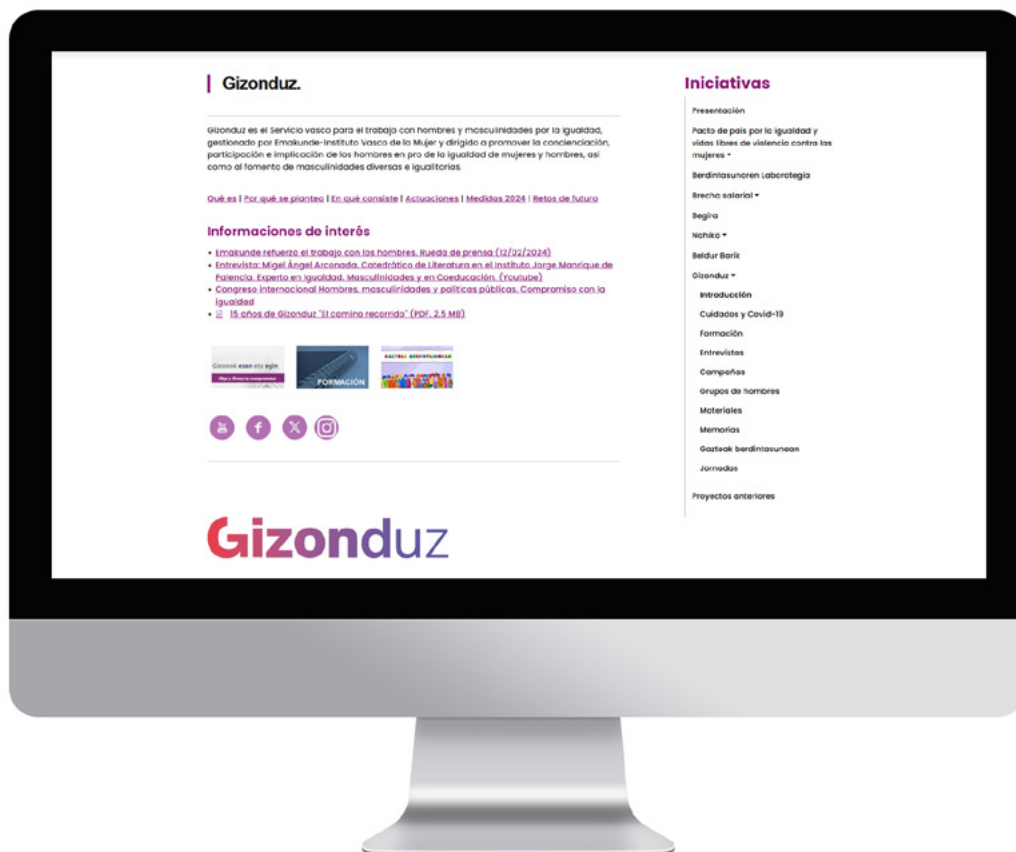 Gizonduz.
Gizonduz es el Servicio vasco para el trabajo con hombres y masculinidades por la igualdad,
gestionado por Emakunde-Instituto Vasco de la Mujer y dirigido a promover la concienciación,
participación e implicación de los hombres en pro de la igualdad de mujeres y hombres, así
como al fomento de masculinidades diversas e igualitarias.
Qué es | Por qué se plantea | En qué consiste | Actuaciones | Medidas 2024 | Retos de futuro
Informaciones de interés
Emakunde refuerza el trabajo con los hombres. Rueda de prensa (12/02/2024)
Entrevista: Migel Ángel Arconada. Catedrático de Literatura en el Instituto Jorge Manrique de
Palencia. Experto en Igualdad, Masculinidades y en Coeducación. (Youtube)
Congreso internacional Hombres, masculinidades y políticas públicas. Compromiso con la
igualdad
15 años de Gizonduz "El camino recorrido" (PDF, 2,5 MB)
Gizonok esan eta egin
FORMACIÓN
GAZTEAK BERDINTASUNEAN
Gizonduz
Iniciativas
Presentación
Pacto de país por la igualdad y
vidas libres de violencia contra las
mujeres
Berdintasunaren Laborategia
Brecha salarial
Begira
Nahiko
Beldur Barik
Gizonduz
Introducción
Cuidados y Covid-19
Formación
Entrevistas
Campañas
Grupos de hombres
Materiales
Memorias
Gazteak berdintasunean
Jornadas
Proyectos anteriores